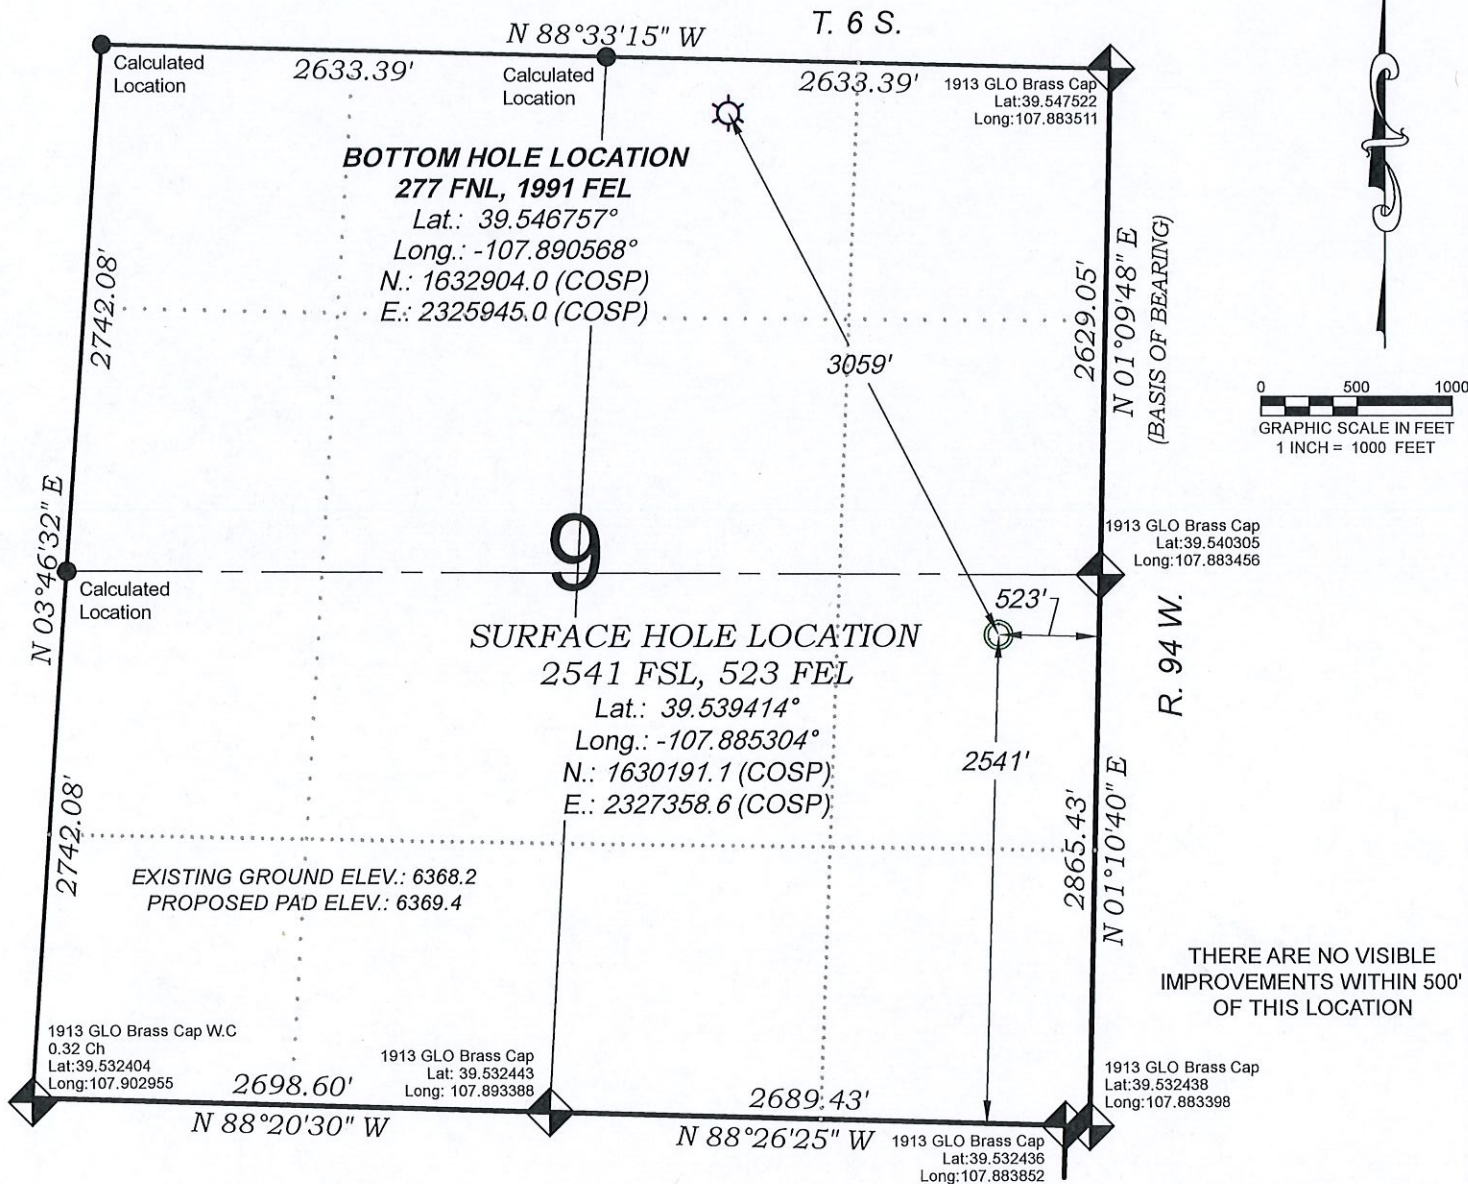 T. 6 S.
N 88°33'15" W
Calculated
Location
2633.39'
Calculated
Location
2633.39'
1913 GLO Brass Cap
Lat:39.547522
Long:107.883511
BOTTOM HOLE LOCATION
277 FNL, 1991 FEL
Lat.: 39.546757°
Long.: -107.890568°
N.: 1632904.0 (COSP)
E.: 2325945.0 (COSP)
2742.08'
3059'
2629.05'
N 01°09'48" E
(BASIS OF BEARING)
0 500 1000
GRAPHIC SCALE IN FEET
1 INCH = 1000 FEET
N 03°46'32" E
9
1913 GLO Brass Cap
Lat:39.540305
Long:107.883456
Calculated
Location
523'
R. 94 W.
SURFACE HOLE LOCATION
2541 FSL, 523 FEL
Lat.: 39.539414°
Long.: -107.885304°
N.: 1630191.1 (COSP)
E.: 2327358.6 (COSP)
2541'
2742.08'
2865.43'
N 01°10'40" E
EXISTING GROUND ELEV.: 6368.2
PROPOSED PAD ELEV.: 6369.4
THERE ARE NO VISIBLE
IMPROVEMENTS WITHIN 500'
OF THIS LOCATION
1913 GLO Brass Cap W.C
0.32 Ch
Lat:39.532404
Long:107.902955
2698.60'
N 88°20'30" W
1913 GLO Brass Cap
Lat: 39.532443
Long: 107.893388
2689.43'
N 88°26'25" W
1913 GLO Brass Cap
Lat:39.532438
Long:107.883398
1913 GLO Brass Cap
Lat:39.532436
Long:107.883852